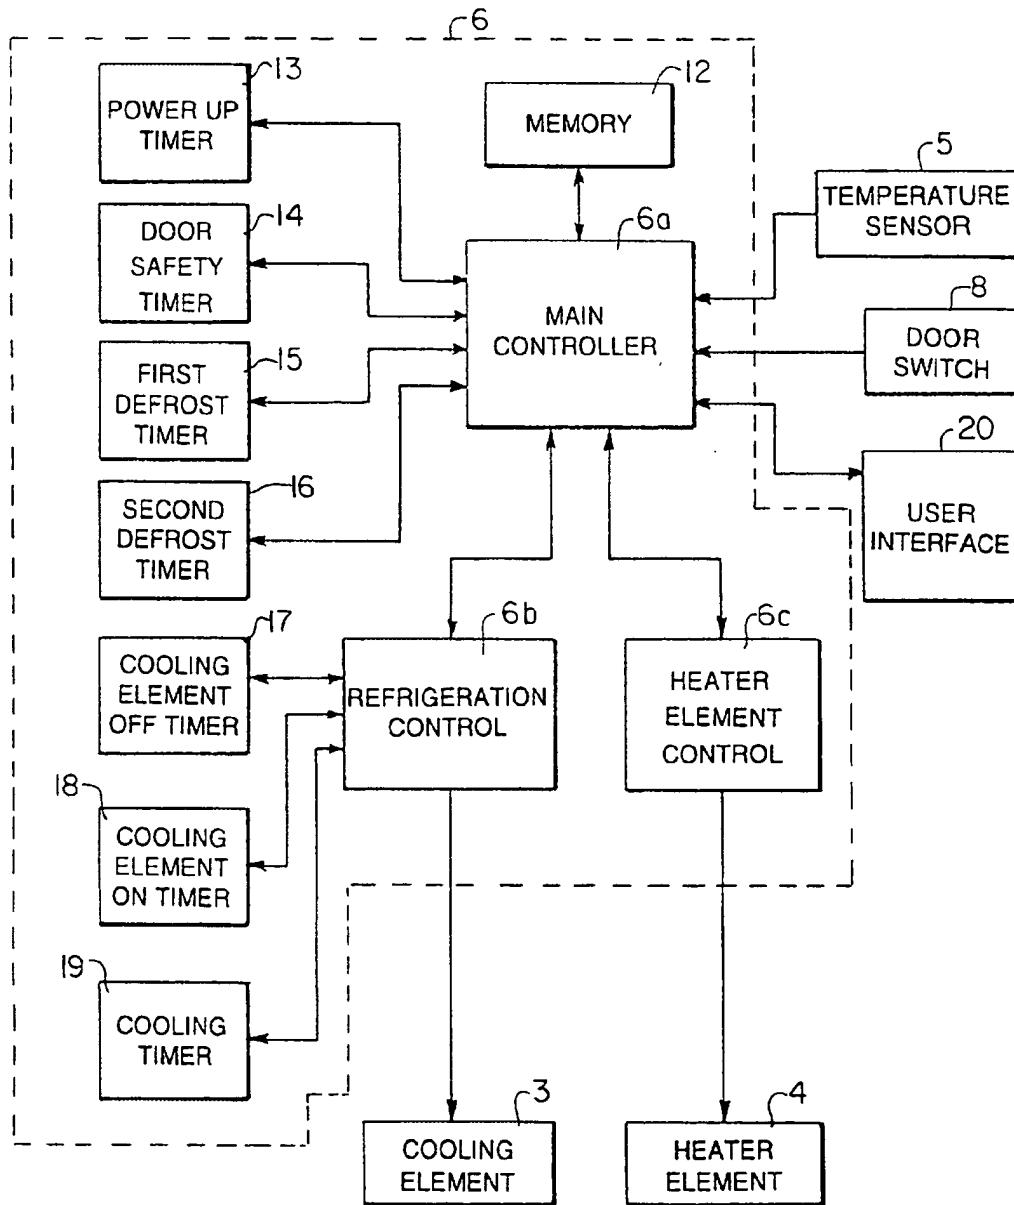 6
13
POWER UP
TIMER
12
MEMORY
5
TEMPERATURE
SENSOR
14
DOOR
SAFETY
TIMER
6a
MAIN
CONTROLLER
8
DOOR
SWITCH
15
FIRST
DEFROST
TIMER
20
USER
INTERFACE
16
SECOND
DEFROST
TIMER
17
COOLING
ELEMENT
OFF TIMER
6b
REFRIGERATION
CONTROL
6c
HEATER
ELEMENT
CONTROL
18
COOLING
ELEMENT
ON TIMER
19
COOLING
TIMER
3
COOLING
ELEMENT
4
HEATER
ELEMENT